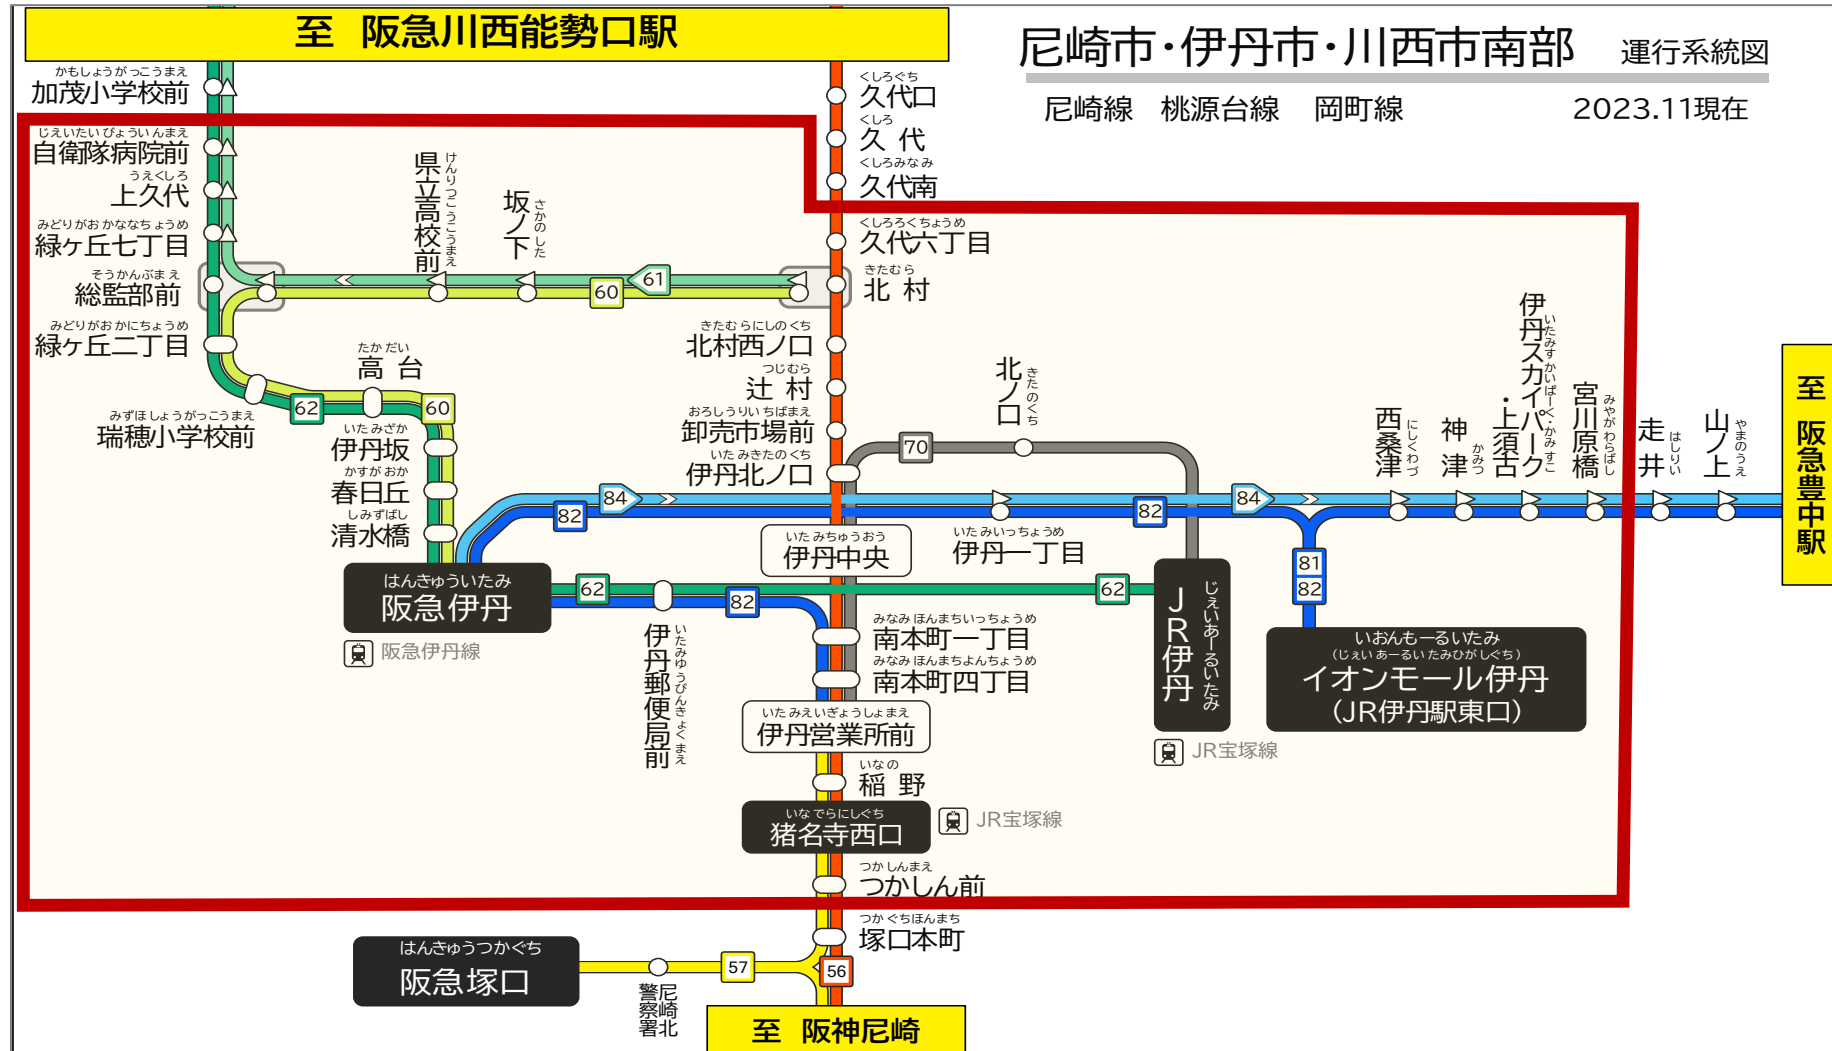 至 阪急川西能勢口駅
尼崎市・伊丹市・川西市南部 運行系統図
尼崎線 桃源台線 岡町線 2023.11現在
かもしょうがっこうまえ
加茂小学校前
じえいたいびょういんまえ
自衛隊病院前
うえくしろ
上久代
みどりがおかななちょうめ
緑ヶ丘七丁目
そうかんぶまえ
総監部前
みどりがおかにちょうめ
緑ヶ丘二丁目
みずほしょうがっこうまえ
瑞穂小学校前
けんりつこうこうまえ
県立高校前
さかのした
坂ノ下
61
60
くしろぐち
久代口
くしろ
久代
くしろみなみ
久代南
くしろろくちょうめ
久代六丁目
きたむら
北村
きたむらにしのくち
北村西ノ口
つじむら
辻村
おろしうりいちばまえ
卸売市場前
いたみきたのくち
伊丹北ノ口
たかだい
高台
62
60
いたみざか
伊丹坂
かすがおか
春日丘
しみずばし
清水橋
きたのくち
北ノ口
70
84
82
82
84
いたみちゅうおう
伊丹中央
いたみいっちょうめ
伊丹一丁目
にしくわづ
西桑津
かみつ
神津
いたみすかいぱーく・かみすこ
伊丹スカイパーク
・上須古
みやがわらばし
宮川原橋
はしりい
走井
やまのうえ
山ノ上
至 阪急豊中駅
はんきゅういたみ
阪急伊丹
阪急伊丹線
62
82
62
81
82
いたみゆうびんきょくまえ
伊丹郵便局前
みなみほんまちいっちょうめ
南本町一丁目
みなみほんまちよんちょうめ
南本町四丁目
じぇいあーるいたみ
JR伊丹
JR宝塚線
いおんもーるいたみ
(じぇいあーるいたみひがしぐち)
イオンモール伊丹
(JR伊丹駅東口)
いたみえいぎょうしょまえ
伊丹営業所前
いなの
稲野
いなでらにしぐち
猪名寺西口
JR宝塚線
つかしんまえ
つかしん前
つかぐちほんまち
塚口本町
はんきゅうつかぐち
阪急塚口
57
56
尼崎北
警察署
至 阪神尼崎